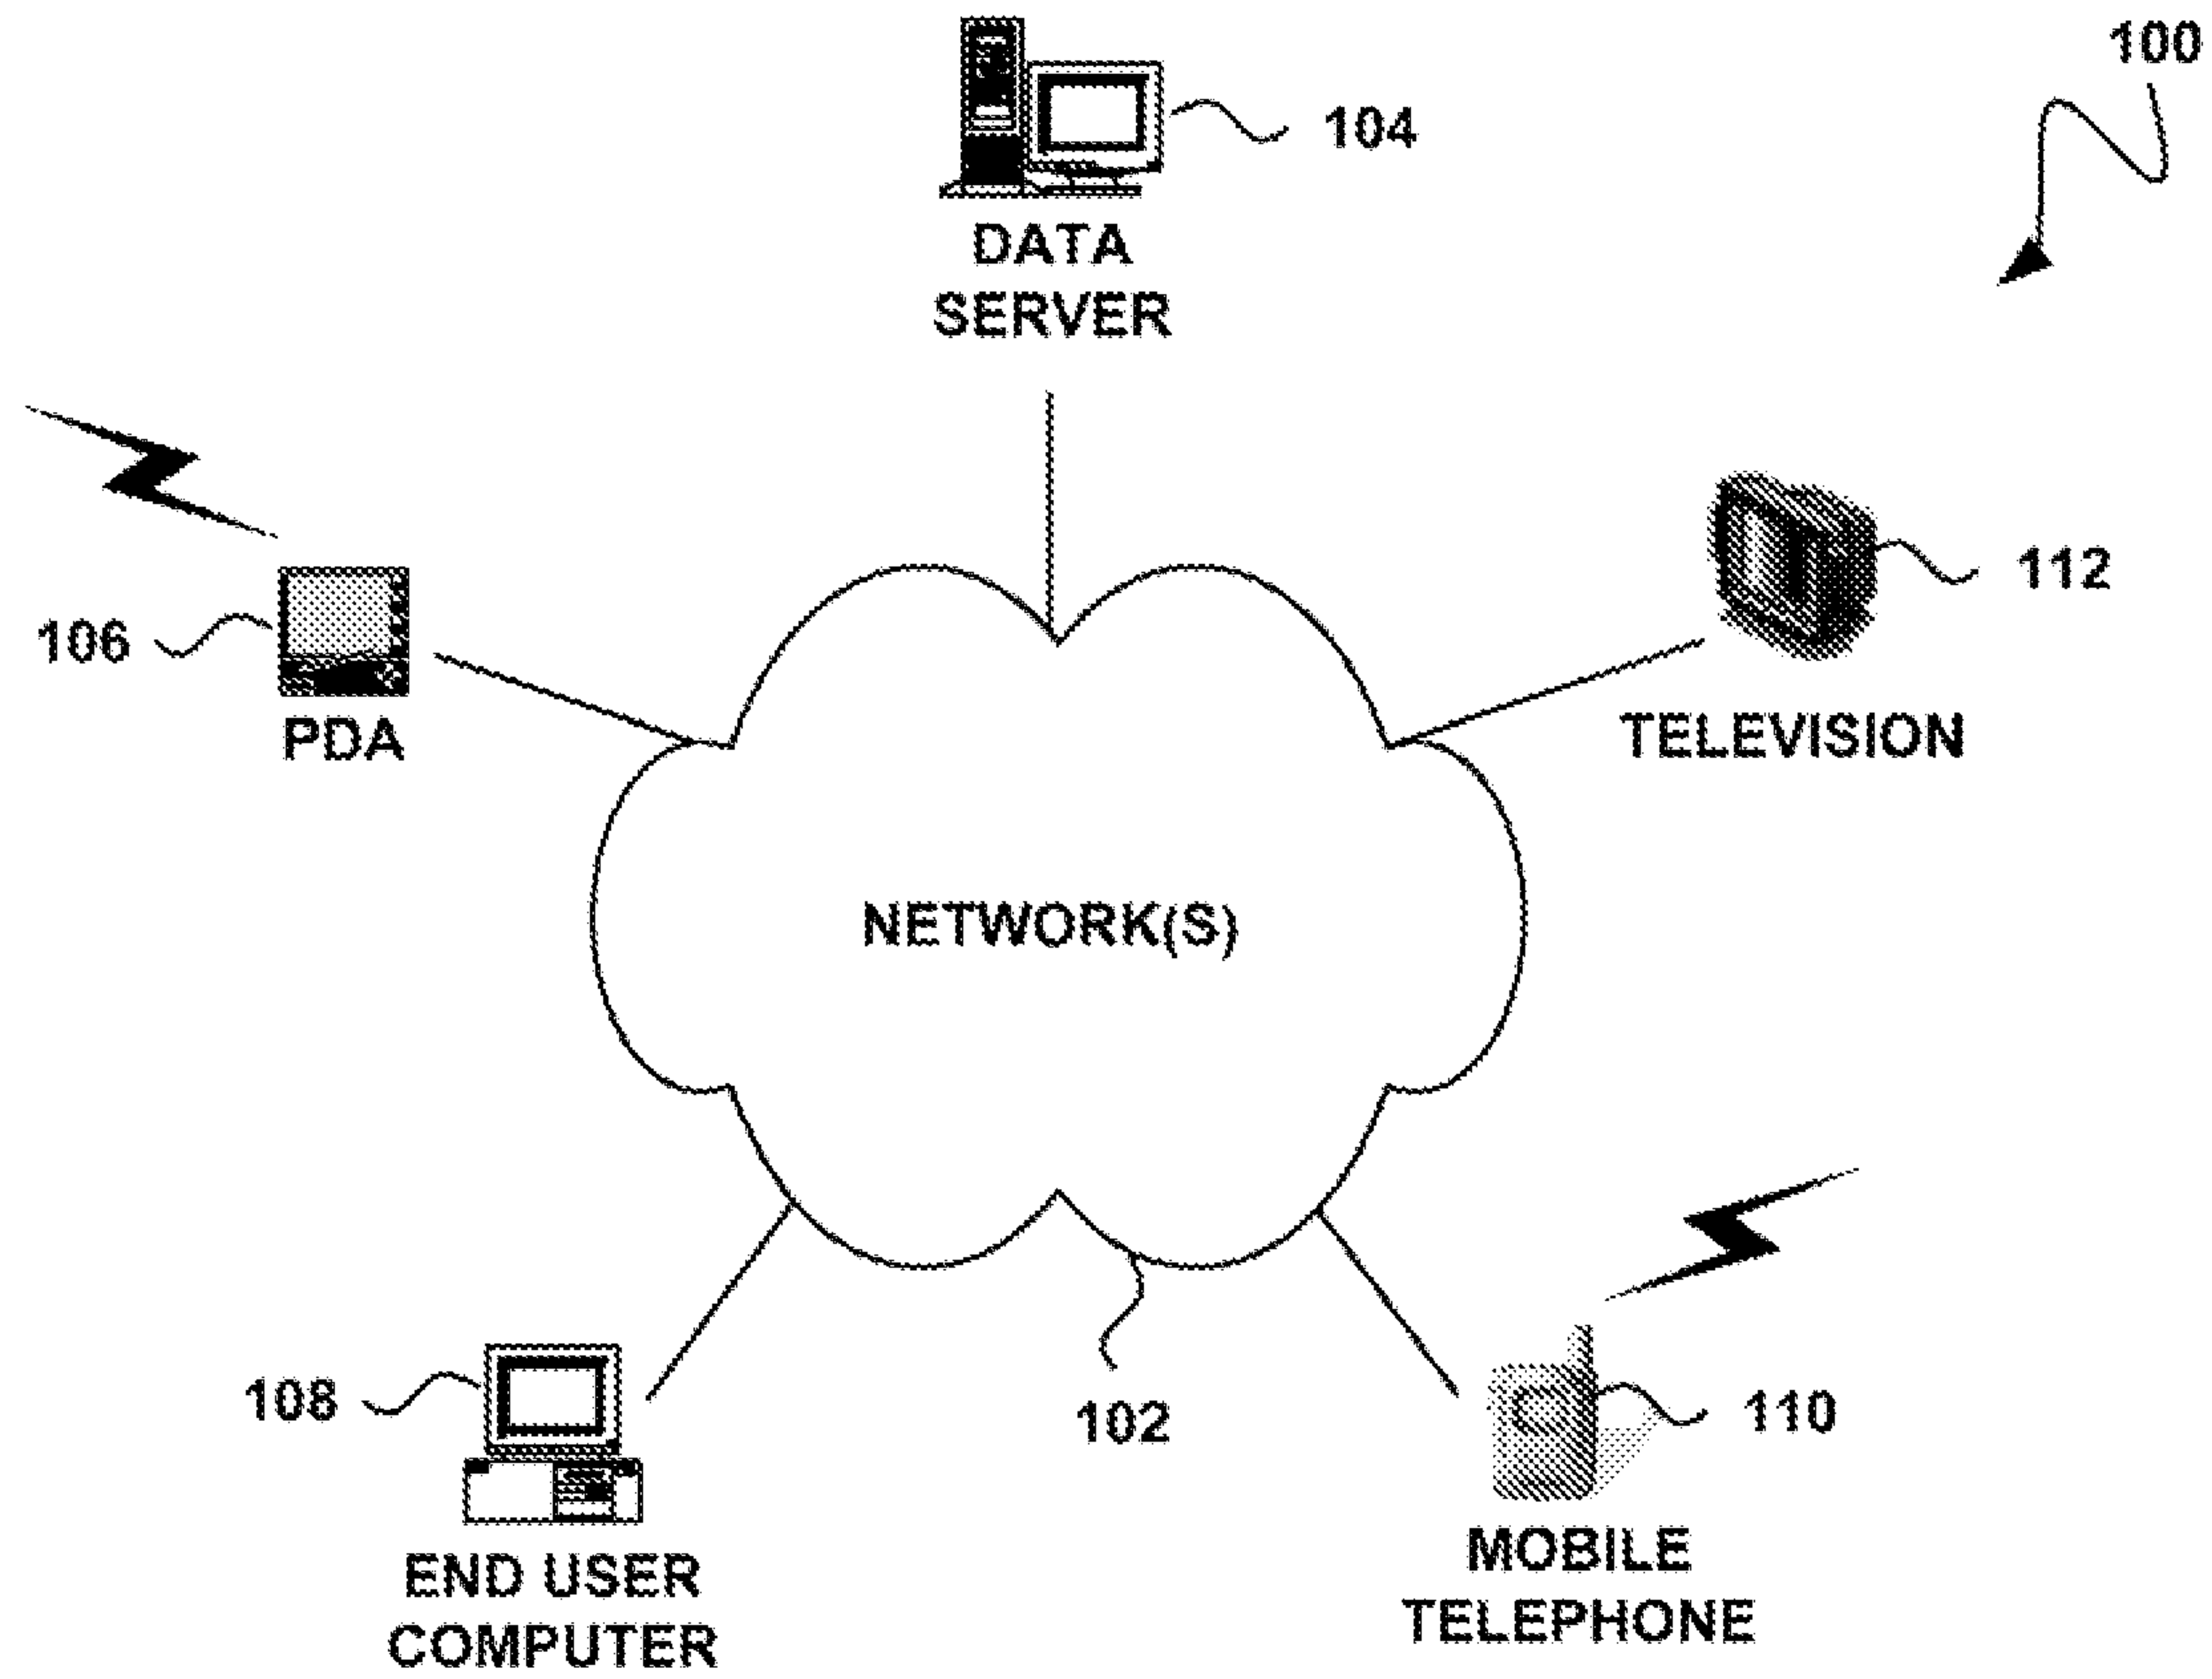 100
104
DATA
SERVER
112
106
PDA
TELEVISION
NETWORK(S)
108
102
110
END USER
COMPUTER
MOBILE
TELEPHONE